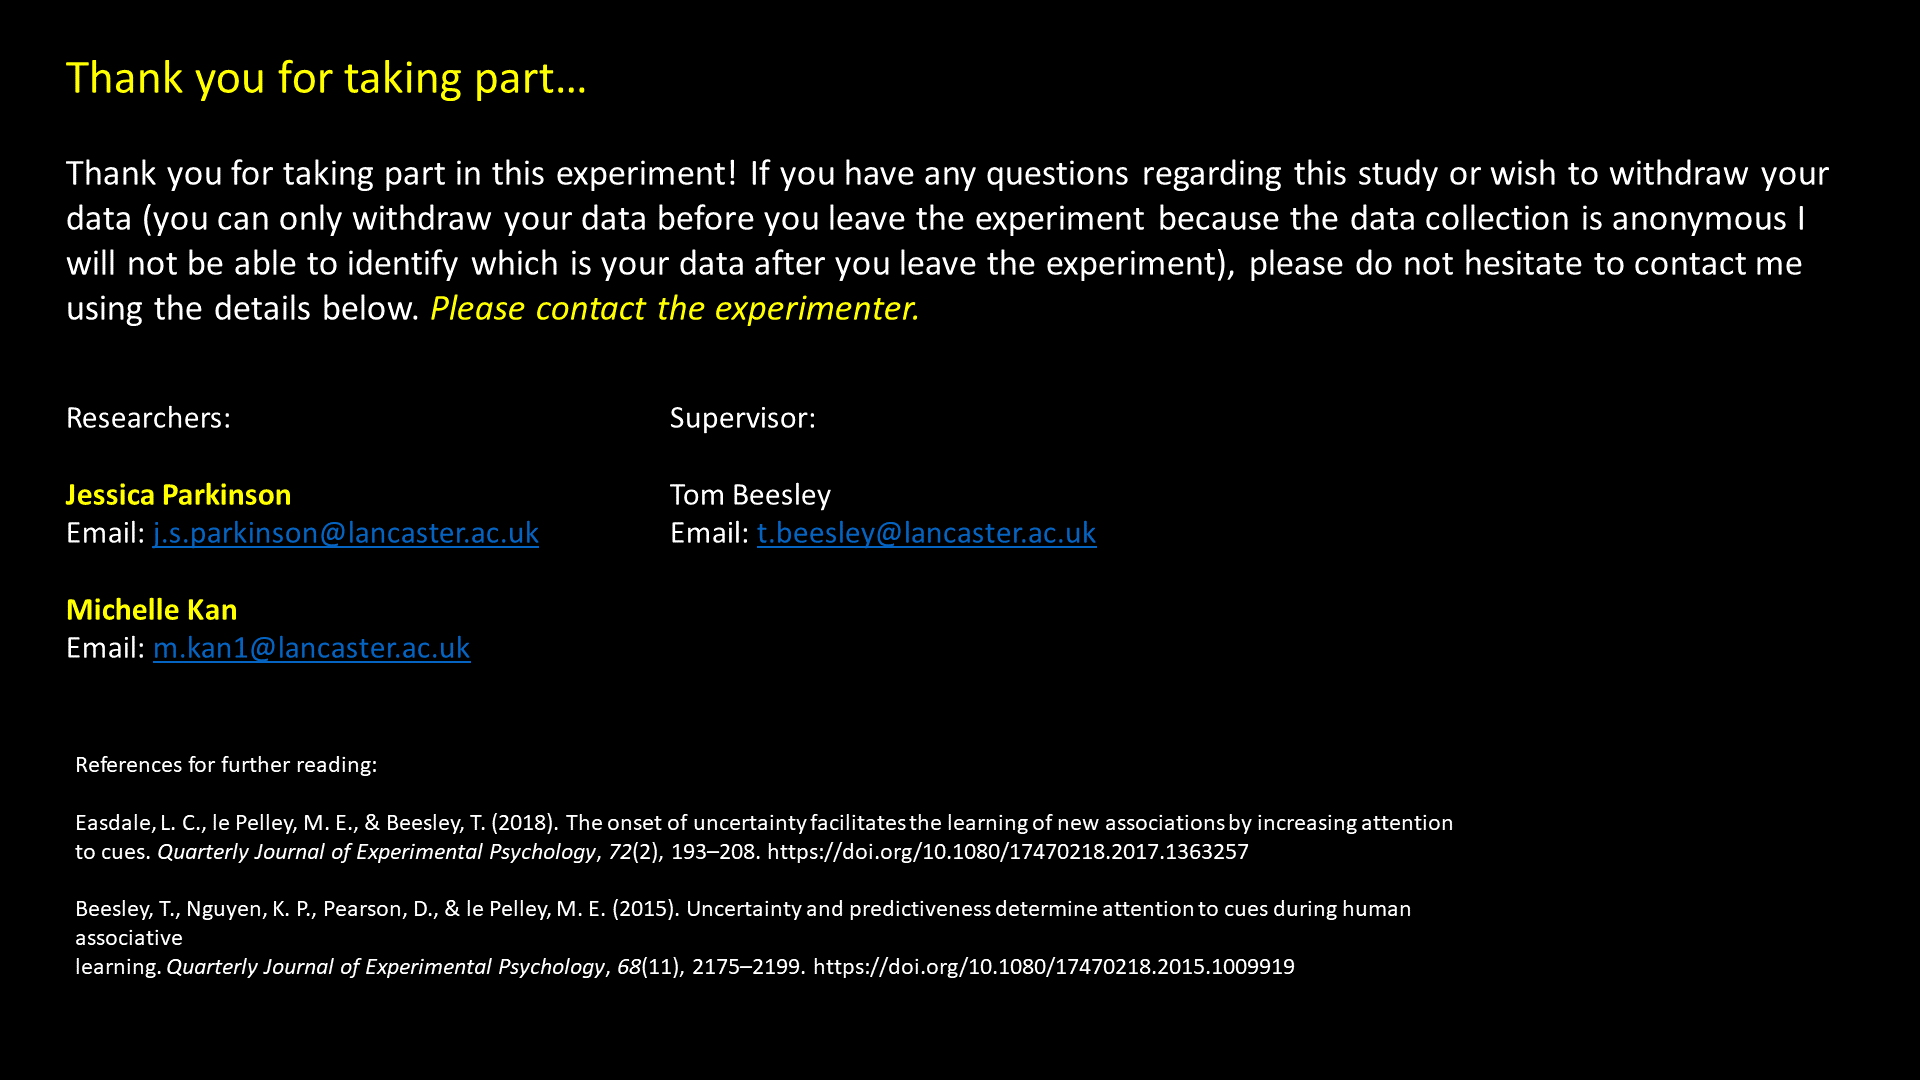 Thank you for taking part...
Thank you for taking part in this experiment! If you have any questions regarding this study or wish to withdraw your
data (you can only withdraw your data before you leave the experiment because the data collection is anonymous I
will not be able to identify which is your data after you leave the experiment), please do not hesitate to contact me
using the details below. Please contact the experimenter.
Researchers:
Jessica Parkinson
Email: j.s.parkinson@lancaster.ac.uk
Michelle Kan
Email: m.kan1@lancaster.ac.uk
Supervisor:
Tom Beesley
Email: t.beesley@lancaster.ac.uk
References for further reading:
Easdale, L. C., le Pelley, M. E., & Beesley, T. (2018). The onset of uncertainty facilitates the learning of new associations by increasing attention
to cues. Quarterly Journal of Experimental Psychology, 72(2), 193–208. https://doi.org/10.1080/17470218.2017.1363257
Beesley, T., Nguyen, K. P., Pearson, D., & le Pelley, M. E. (2015). Uncertainty and predictiveness determine attention to cues during human
associative
learning. Quarterly Journal of Experimental Psychology, 68(11), 2175–2199. https://doi.org/10.1080/17470218.2015.1009919